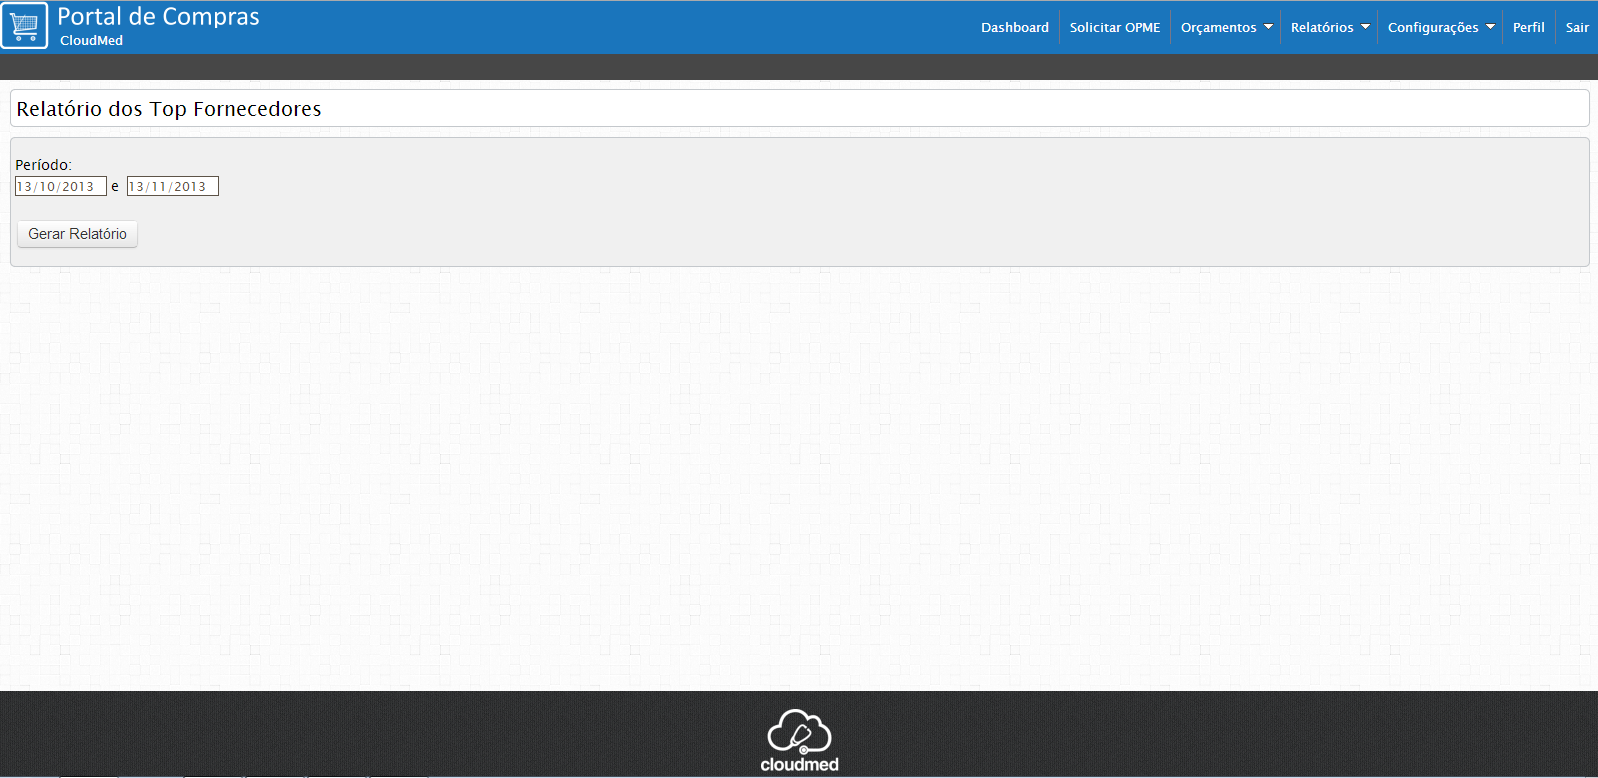 Portal de Compras
CloudMed
Dashboard Solicitar OPME Orçamentos Relatórios Configurações Perfil Sair
Relatório dos Top Fornecedores
Período:
13/10/2013 e 13/11/2013
Gerar Relatório
cloudmed